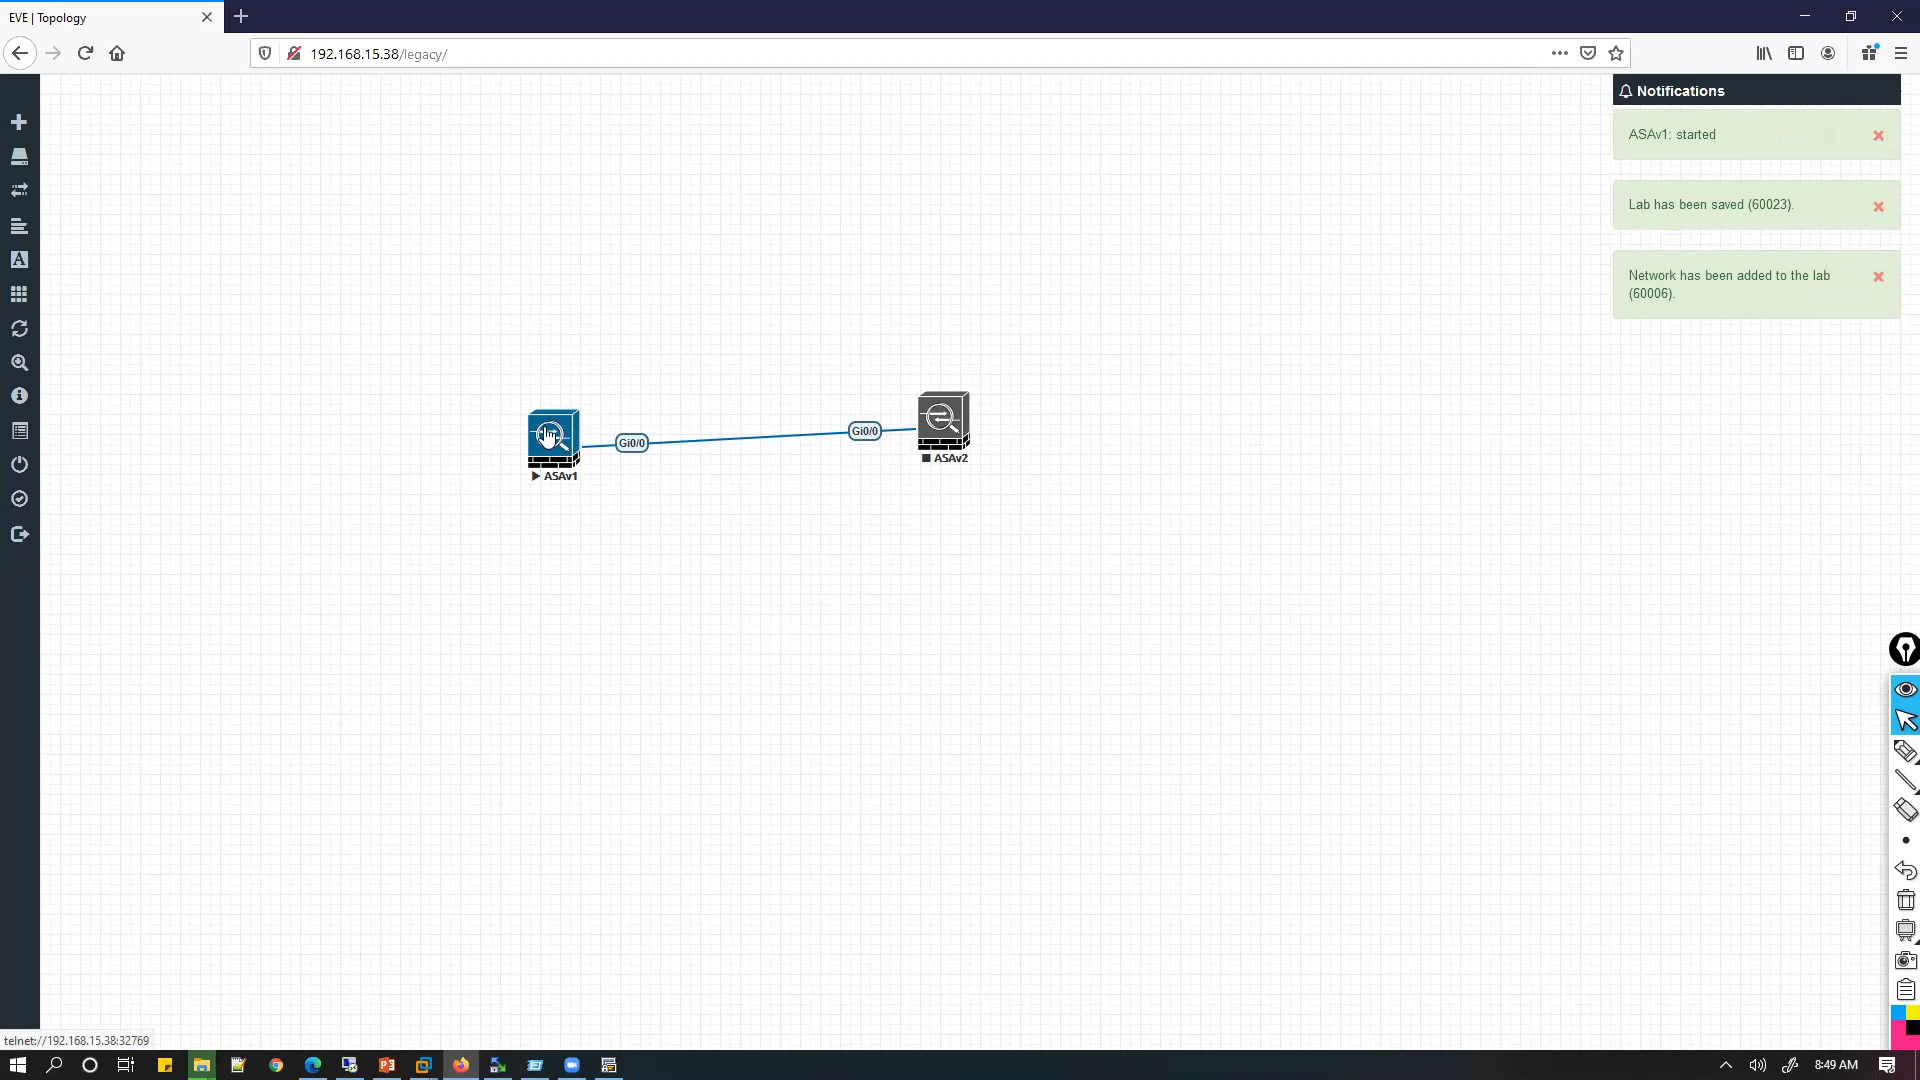 EVE | Topology
192.168.15.38/legacy/
Notifications
ASAv1: started
Lab has been saved (60023).
Network has been added to the lab
(60006).
Gi0/0
Gi0/0
ASAv2
ASAv1
telnet://192.168.15.38:32769
8:49 AM